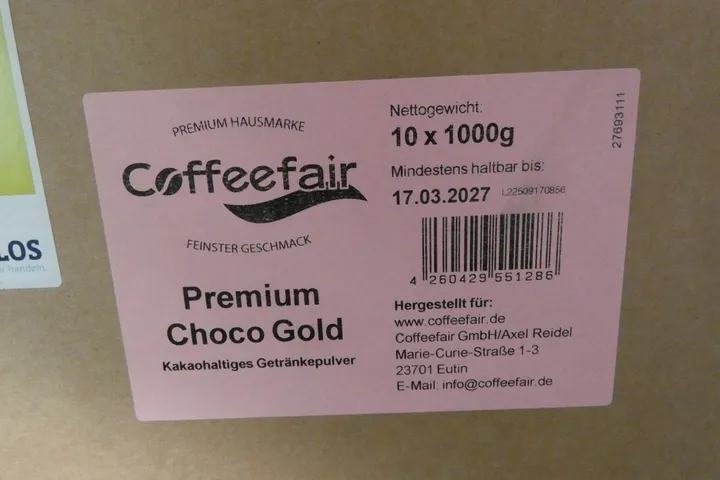 LOS
handeln.
PREMIUM HAUSMARKE
Coffeefair
FEINSTER GESCHMACK
Premium
Choco Gold
Kakaohaltiges Getränkepulver
Nettogewicht:
10 x 1000g
Mindestens haltbar bis:
17.03.2027 L22509170856
4 260429 551286
Hergestellt für:
www.coffeefair.de
Coffeefair GmbH/Axel Reidel
Marie-Curie-Straße 1-3
23701 Eutin
E-Mail: info@coffeefair.de
27693111